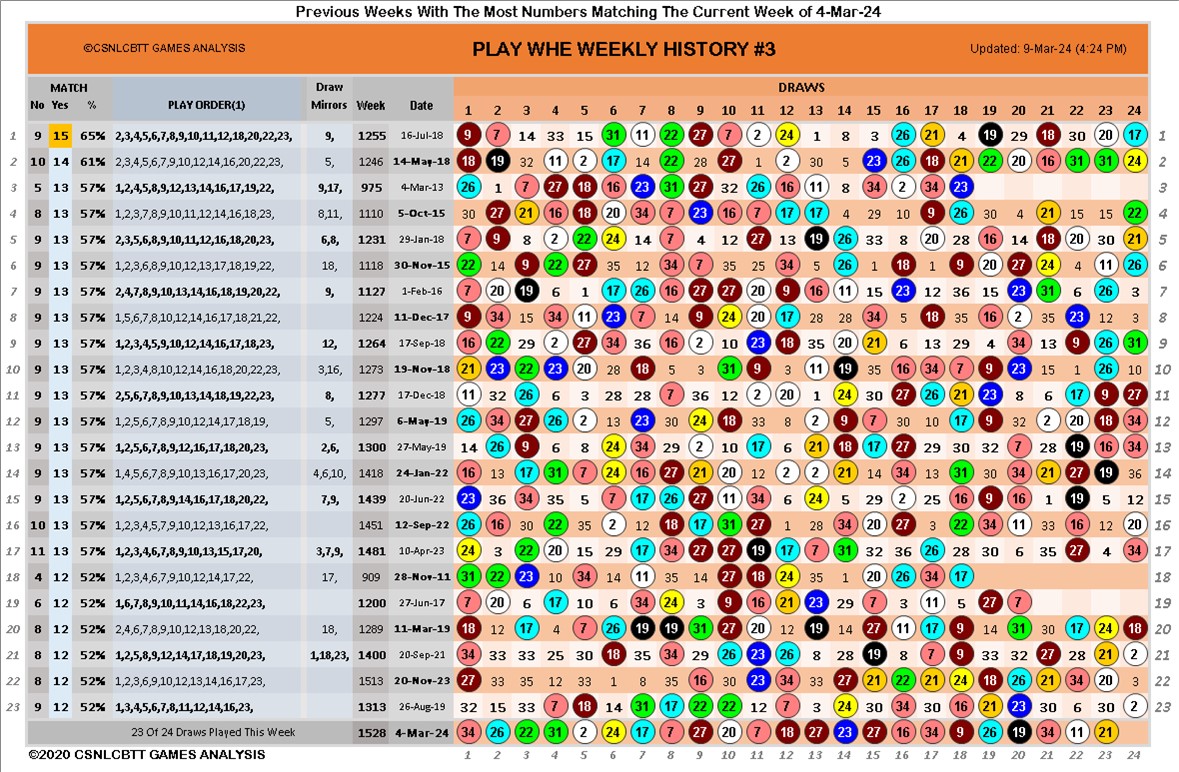 Previous Weeks With The Most Numbers Matching The Current Week of 4-Mar-24
©CSNLCBTT GAMES ANALYSIS PLAY WHE WEEKLY HISTORY #3 Updated: 9-Mar-24 (4:24 PM)
MATCH Draw DRAWS
No Yes % PLAY ORDER(1) Mirrors Week Date 1 2 3 4 5 6 7 8 9 10 11 12 13 14 15 16 17 18 19 20 21 22 23 24
1 9 15 65% 2,3,4,5,6,7,8,9,10,11,12,18,20,22,23, 9, 1255 16-Jul-18 9 7 14 33 15 31 11 22 27 7 2 24 1 8 3 26 21 4 19 29 18 30 20 17 1
2 10 14 61% 2,3,4,5,6,7,9,10,12,14,16,20,22,23, 5, 1246 14-May-18 18 19 32 11 2 17 14 22 28 27 1 2 30 5 23 26 18 21 22 20 16 31 31 24 2
3 5 13 57% 1,2,4,5,8,9,12,13,14,16,17,19,22, 9,17, 975 4-Mar-13 26 1 7 27 18 16 23 31 27 32 26 16 11 8 34 2 34 23 3
4 8 13 57% 1,2,3,7,8,9,10,11,12,14,16,18,23, 8,11, 1110 5-Oct-15 30 27 21 16 18 20 34 7 23 16 7 17 17 4 29 10 9 26 30 4 21 15 15 22 4
5 9 13 57% 2,3,5,6,8,9,10,11,12,16,18,20,23, 6,8, 1231 29-Jan-18 7 9 8 2 22 24 14 7 4 12 27 13 19 26 33 8 20 28 16 14 18 20 30 21 5
6 9 13 57% 1,2,3,6,8,9,10,12,13,17,18,19,22, 18, 1118 30-Nov-15 22 14 9 22 27 35 12 34 7 35 25 34 5 26 1 18 1 9 20 27 24 4 11 26 6
7 9 13 57% 2,4,7,8,9,10,13,14,16,18,19,20,22, 9, 1127 1-Feb-16 7 20 19 6 1 17 26 16 27 27 20 9 16 11 15 23 12 36 15 23 31 6 23 3 7
8 9 13 57% 1,5,6,7,8,9,10,12,14,16,17,18,21,22, 1124 11-Dec-17 9 34 15 34 11 23 7 14 9 24 20 17 28 28 34 5 18 35 16 2 35 23 12 3 8
9 9 13 57% 1,2,3,4,5,9,10,11,12,14,16,22,23, 12, 1264 17-Sep-18 16 22 29 2 27 34 36 16 2 10 23 18 35 20 21 6 13 29 4 34 13 9 26 31 9
10 9 13 57% 1,2,3,4,8,10,12,14,16,18,20,22,23, 3,16, 1273 19-Nov-18 21 23 22 23 20 28 18 5 10 31 9 3 11 19 35 16 34 7 9 23 15 1 26 10 10
11 9 13 57% 2,5,6,7,8,9,10,13,14,18,19,22,23, 8, 1277 17-Dec-18 11 32 26 6 3 28 28 7 36 12 2 20 1 24 30 27 26 21 23 8 6 17 9 27 11
12 9 13 57% 1,2,5,6,7,8,9,12,13,14,17,18,19, 5, 1297 6-May-19 26 34 27 26 2 13 23 30 24 18 33 8 2 9 7 30 8 17 9 32 2 20 18 34 12
13 9 13 57% 1,2,5,6,7,8,9,12,16,17,18,20,23, 2,6, 1300 27-May-19 14 26 9 8 24 34 29 2 10 17 6 21 18 17 27 29 30 32 7 28 19 16 34 13
14 9 13 57% 1,4,5,6,7,8,9,10,13,16,17,20,23, 4,6,10, 1418 24-Jan-22 16 13 17 31 7 24 16 27 21 20 12 2 2 21 14 34 13 31 30 34 21 27 19 36 14
15 9 13 57% 1,2,5,6,7,8,9,14,16,17,18,20,22, 7,9, 1439 20-Jun-22 23 36 34 35 5 7 17 26 27 11 34 6 24 5 29 2 25 16 9 16 1 19 5 12 15
16 10 13 57% 1,2,3,4,5,7,9,10,12,13,16,17,22, 1451 12-Sep-22 26 16 30 22 35 2 12 18 17 31 27 1 28 34 20 27 3 22 34 11 33 16 12 20 16
17 11 13 57% 1,2,3,4,6,7,8,9,10,13,15,17,20, 3,7,9, 1481 10-Apr-23 24 3 22 20 15 29 17 34 27 27 19 17 7 31 32 36 26 28 30 6 35 27 4 34 17
18 4 12 52% 1,2,3,4,6,7,9,10,12,14,17,22, 17, 909 28-Nov-11 31 22 23 10 34 14 11 35 14 27 18 24 35 1 20 26 34 17 18
19 6 12 52% 1,6,7,8,9,10,11,14,16,18,22,23, 1200 27-Jun-17 7 20 6 17 10 6 34 24 3 9 16 21 23 29 7 3 11 5 27 7 19
20 8 12 52% 2,4,6,7,8,9,10,12,13,18,20,22, 18, 1289 11-Mar-19 18 12 17 4 7 26 19 19 31 27 20 12 19 14 27 11 17 9 14 31 30 17 24 18 20
21 8 12 52% 1,2,5,8,9,12,14,17,18,19,20,23, 1,18,23, 1400 20-Sep-21 34 33 33 25 30 18 35 34 29 26 23 26 8 28 19 8 7 9 33 32 27 28 21 2 21
22 8 12 52% 1,2,3,6,9,10,12,13,14,16,17,23, 1513 20-Nov-23 27 33 35 12 33 1 8 35 16 30 23 34 33 27 21 22 21 24 18 26 21 34 20 3 22
23 9 12 52% 1,3,4,5,6,7,8,11,12,14,16,23, 1313 26-Aug-19 32 15 33 7 18 14 31 17 22 22 12 7 3 24 30 34 30 16 21 23 30 6 30 2 23
23 Of 24 Draws Played This Week 1528 4-Mar-24 34 26 22 31 2 24 17 7 27 20 7 18 27 23 27 16 17 9 26 19 34 11 21
©2020 CSNLCBTT GAMES ANALYSIS 1 2 3 4 5 6 7 8 9 10 11 12 13 14 15 16 17 18 19 20 21 22 23 24